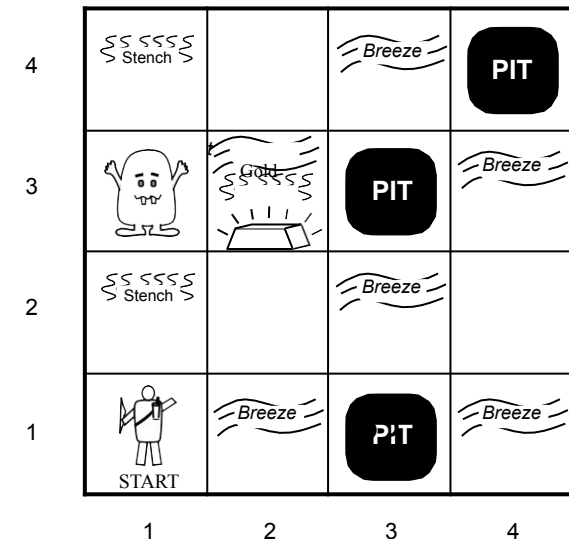 4
Stench
Breeze
PIT
3
Gold
PIT
Breeze
2
Stench
Breeze
1
START
Breeze
PIT
Breeze
1 2 3 4